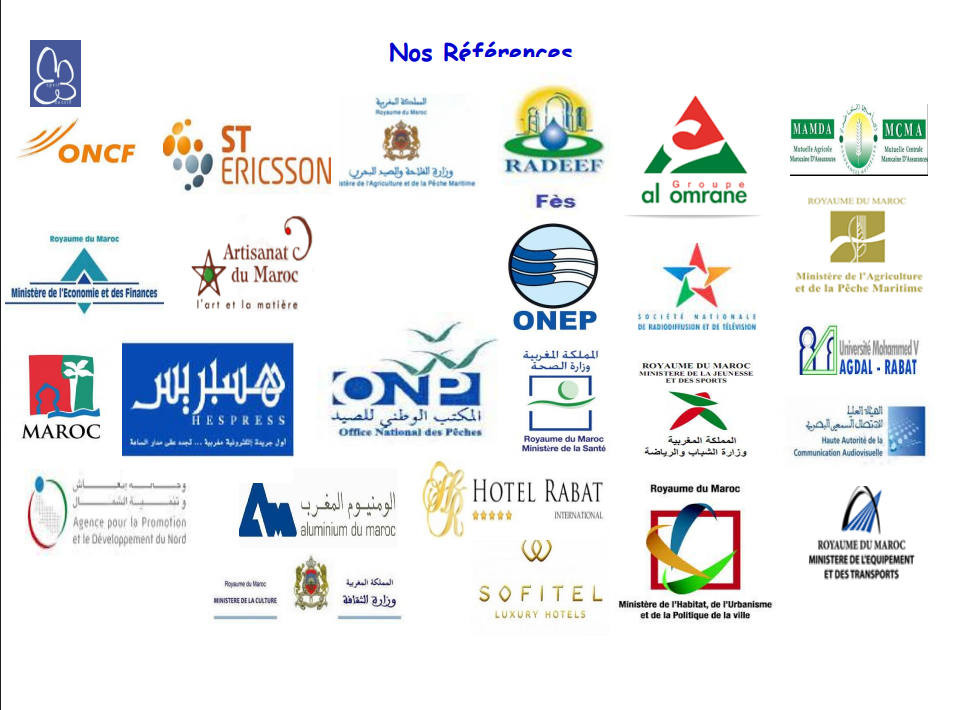 Nos Références
ONCF
ST
ERICSSON
المملكة المغربية
Royaume du Maroc
وزارة الفلاحة والصيد البحري
istère de l'Agriculture et de la Pêche Maritime
RADEEF
Fès
Groupe
al omrane
MAMDA
Mutuelle Agricole
Marocaine D'Assurances
MCMA
Mutuelle Centrale
Marocaine D'Assurances
Royaume du Maroc
Ministère de l'Economie et des Finances
Artisanat
du Maroc
l'art et la matière
ONEP
SOCIÉTÉ NATIONALE
DE RADIODIFFUSION ET DE TÉLÉVISION
ROYAUME DU MAROC
Ministère de l'Agriculture
et de la Pêche Maritime
MAROC
هسبريس
HESPRESS
أول جريدة إلكترونية مغربية ... تجدد على مدار الساعة
ONP
المكتب الوطني للصيد
Office National des Pêches
المملكة المغربية
وزارة الصحة
Royaume du Maroc
Ministère de la Santé
ROYAUME DU MAROC
MINISTERE DE LA JEUNESSE
ET DES SPORTS
المملكة المغربية
وزارة الشباب والرياضة
Université Mohammed V
AGDAL - RABAT
الهيئة العليا
للاتصال السمعي البصري
Haute Autorité de la
Communication Audiovisuelle
وتنمية الشمال
Agence pour la Promotion
et le Développement du Nord
ألومنيوم المغرب
aluminium du maroc
HOTEL RABAT
INTERNATIONAL
Royaume du Maroc
MINISTERE DE LA CULTURE
المملكة المغربية
وزارة الثقافة
SOFITEL
LUXURY HOTELS
Royaume du Maroc
Ministère de l'Habitat, de l'Urbanisme
et de la Politique de la ville
ROYAUME DU MAROC
MINISTÈRE DE L'EQUIPEMENT
ET DES TRANSPORTS